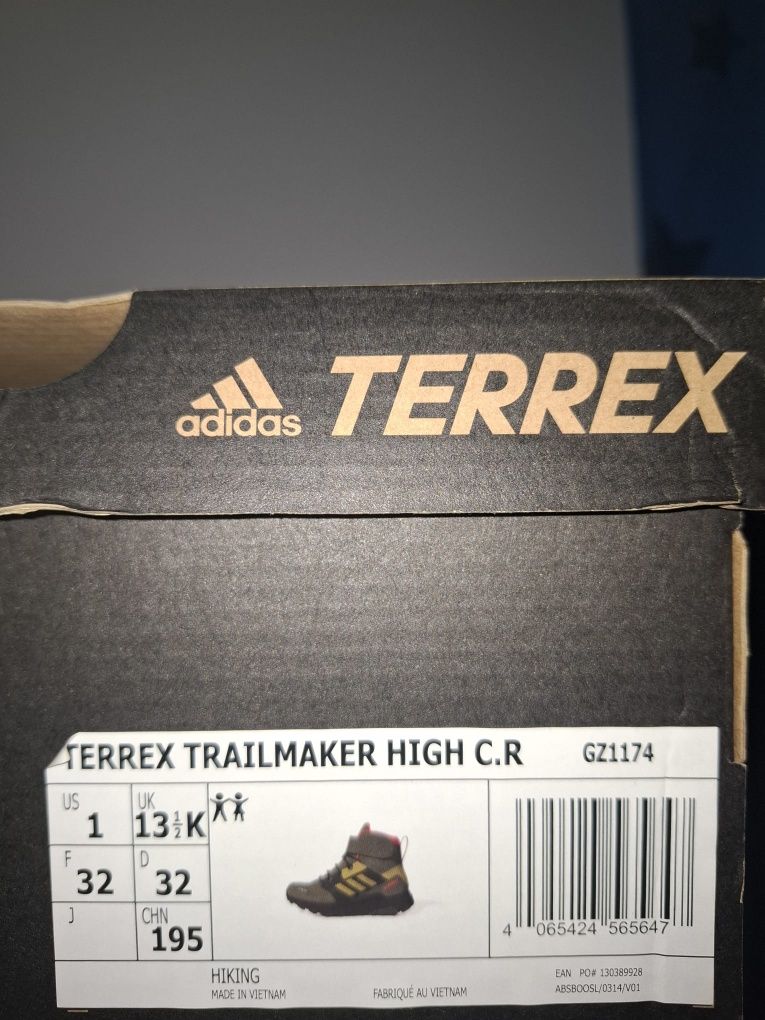 adidas TERREX
TERREX TRAILMAKER HIGH C.R GZ1174
US 1 UK 13½K
F 32 D 32
J CHN 195
4 065424 565647
HIKING
MADE IN VIETNAM FABRIQUÉ AU VIETNAM
EAN PO# 130389928
ABSBOOSL/0314/V01